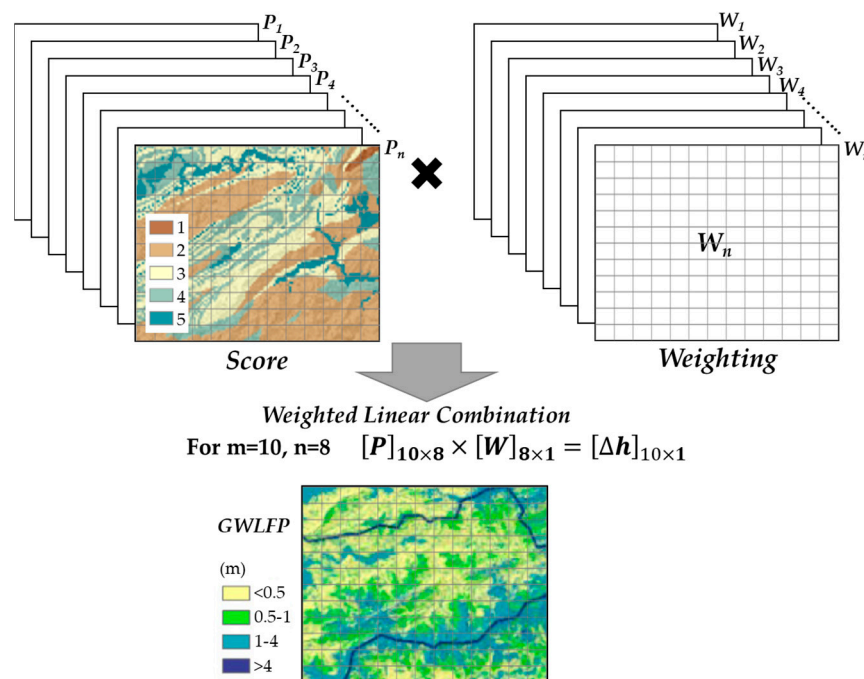 P1
P2
P3
P4
Pn
W1
W2
W3
W4
Wn
1
2
3
4
5
Score
Weighting
Weighted Linear Combination
For m=10, n=8 [P]10×8 × [W]8×1 = [Δh]10×1
GWLFP
(m)
<0.5
0.5-1
1-4
>4